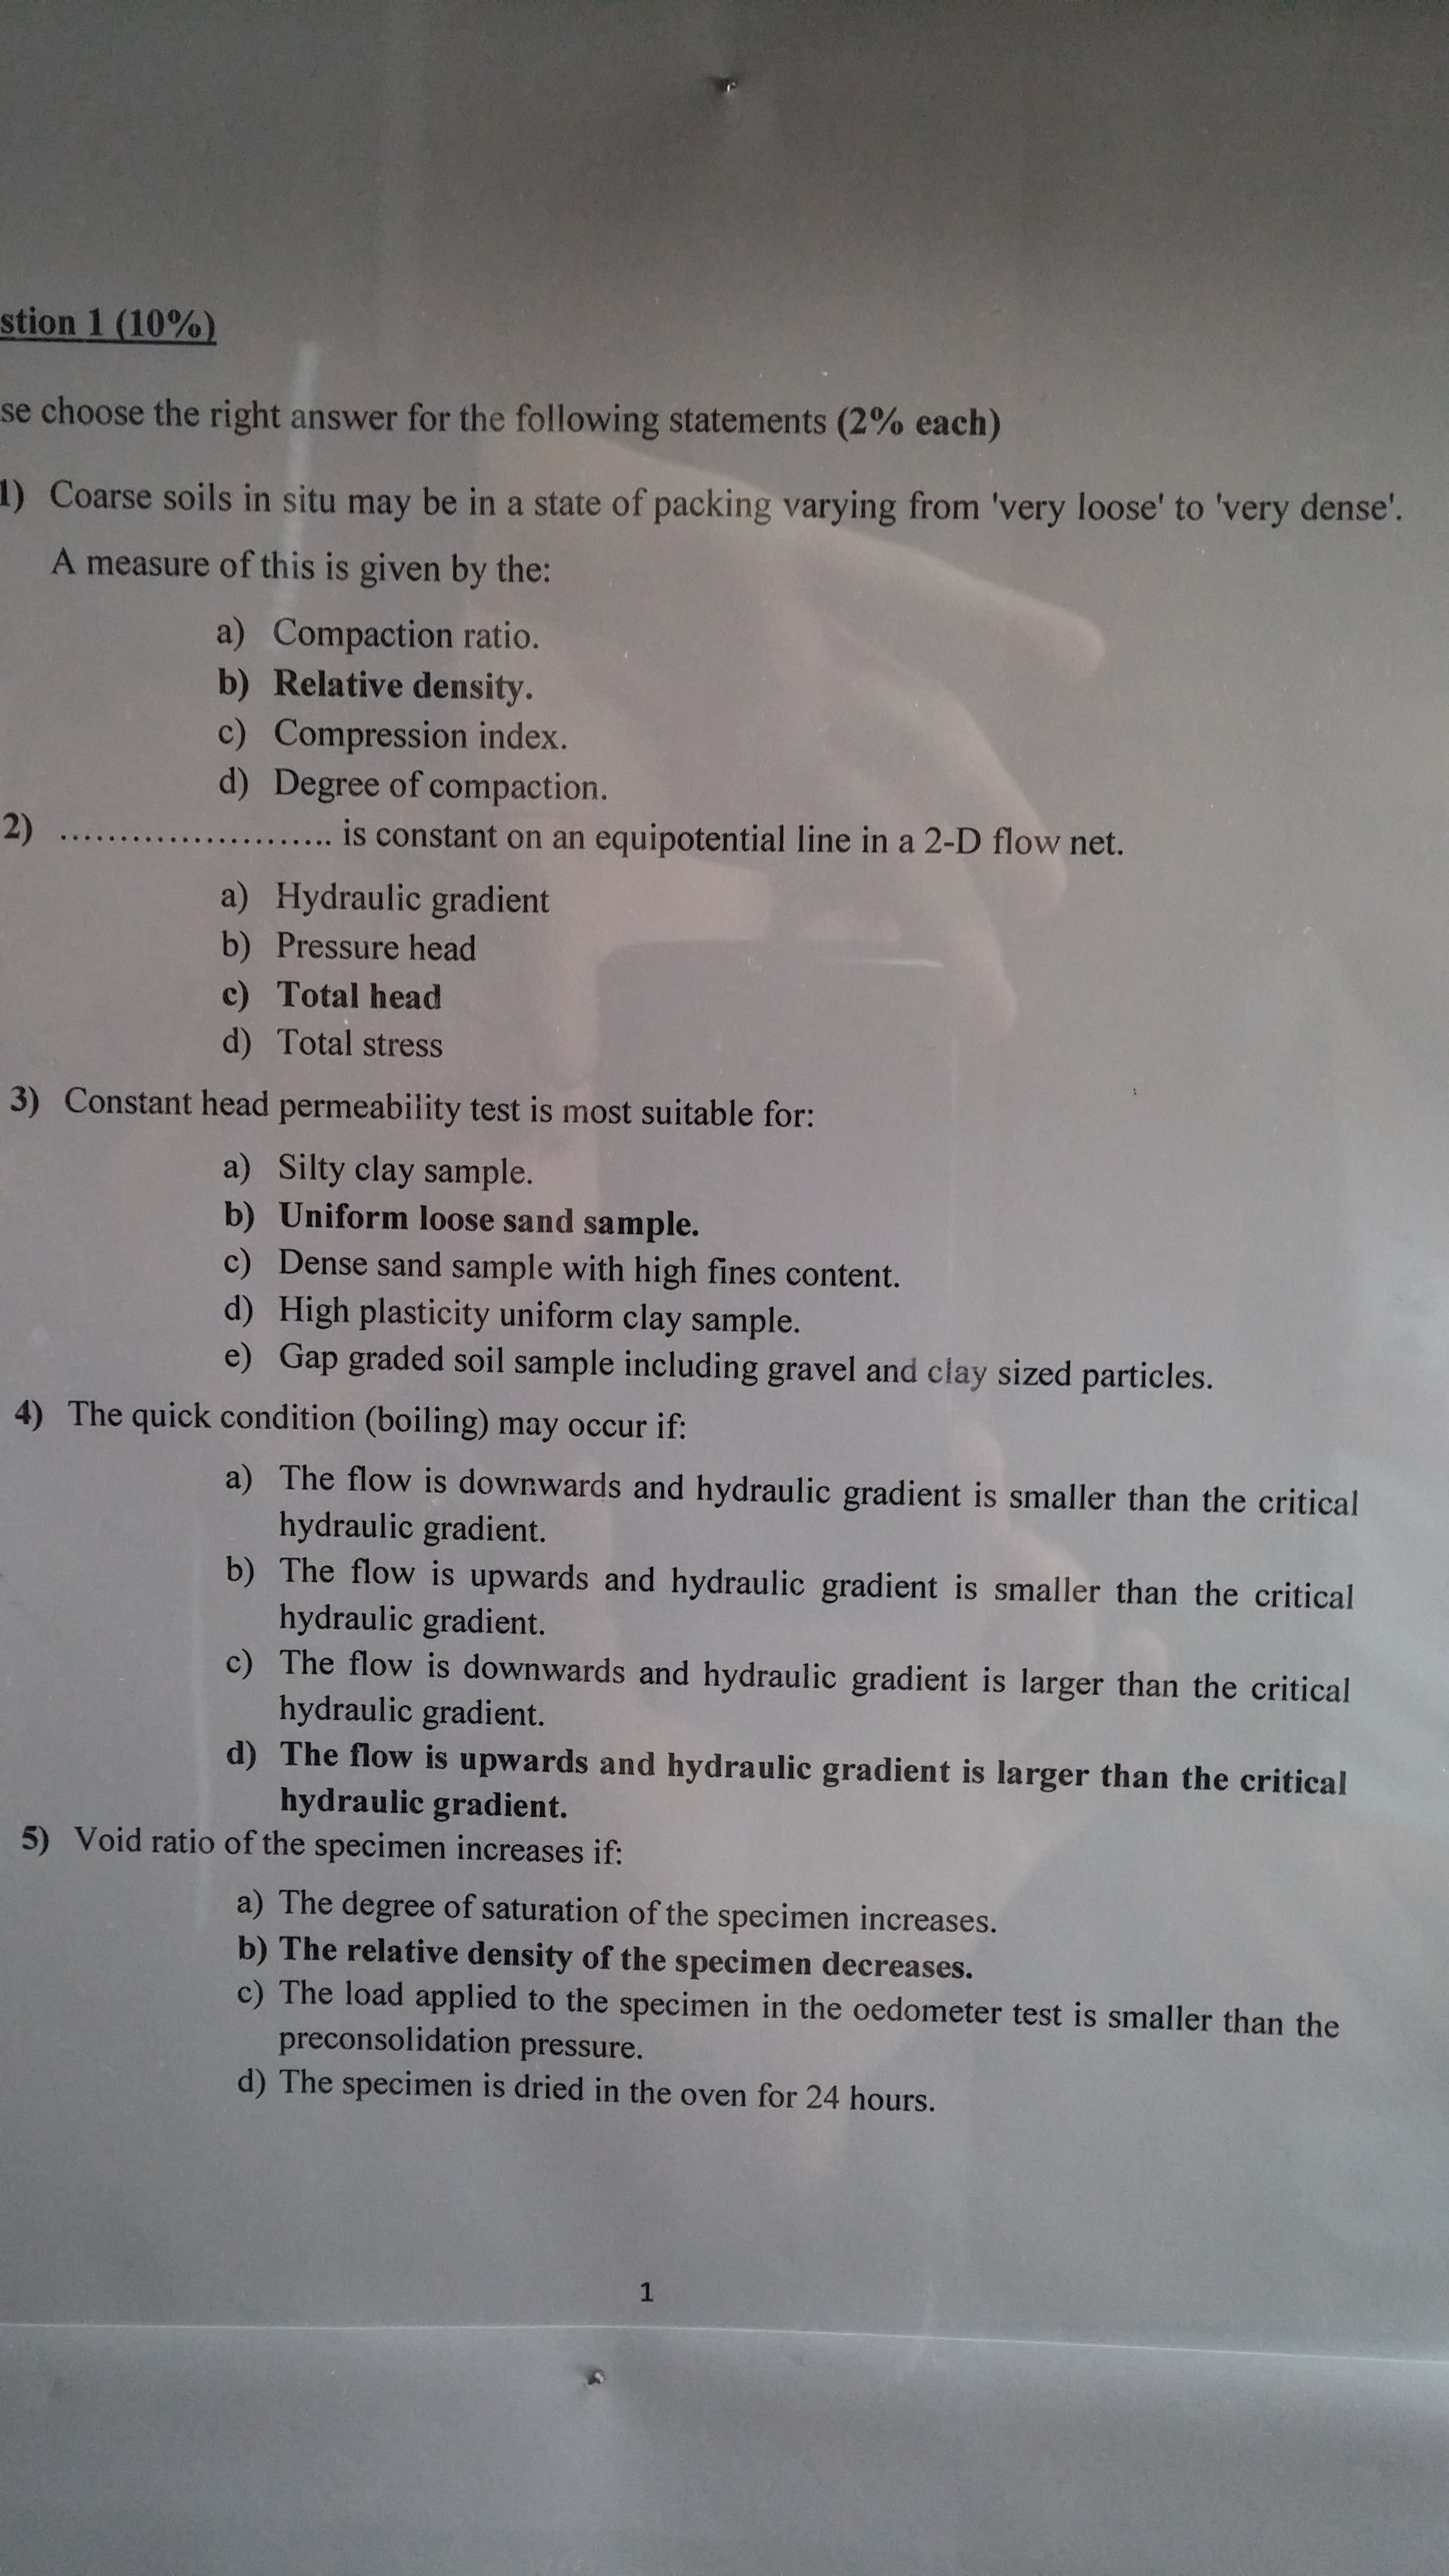 stion 1 (10%)
se choose the right answer for the following statements (2% each)
1) Coarse soils in situ may be in a state of packing varying from 'very loose' to 'very dense'.
A measure of this is given by the:
a) Compaction ratio.
b) Relative density.
c) Compression index.
d) Degree of compaction.
2) ....................... is constant on an equipotential line in a 2-D flow net.
a) Hydraulic gradient
b) Pressure head
c) Total head
d) Total stress
3) Constant head permeability test is most suitable for:
a) Silty clay sample.
b) Uniform loose sand sample.
c) Dense sand sample with high fines content.
d) High plasticity uniform clay sample.
e) Gap graded soil sample including gravel and clay sized particles.
4) The quick condition (boiling) may occur if:
a) The flow is downwards and hydraulic gradient is smaller than the critical
hydraulic gradient.
b) The flow is upwards and hydraulic gradient is smaller than the critical
hydraulic gradient.
c) The flow is downwards and hydraulic gradient is larger than the critical
hydraulic gradient.
d) The flow is upwards and hydraulic gradient is larger than the critical
hydraulic gradient.
5) Void ratio of the specimen increases if:
a) The degree of saturation of the specimen increases.
b) The relative density of the specimen decreases.
c) The load applied to the specimen in the oedometer test is smaller than the
preconsolidation pressure.
d) The specimen is dried in the oven for 24 hours.
1